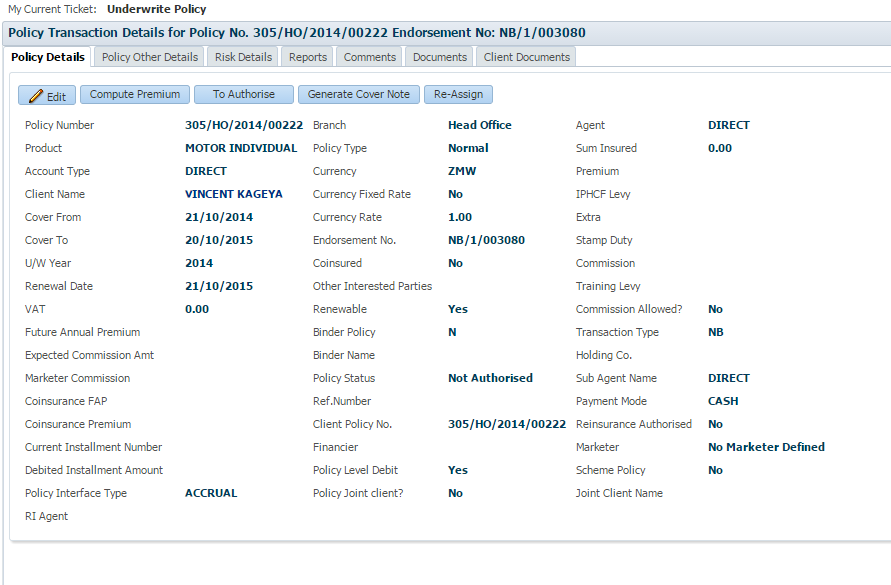 My Current Ticket: Underwrite Policy
Policy Transaction Details for Policy No. 305/HO/2014/00222 Endorsement No: NB/1/003080
Policy Details Policy Other Details Risk Details Reports Comments Documents Client Documents
Edit Compute Premium To Authorise Generate Cover Note Re-Assign
Policy Number 305/HO/2014/00222 Branch Head Office Agent DIRECT
Product MOTOR INDIVIDUAL Policy Type Normal Sum Insured 0.00
Account Type DIRECT Currency ZMW Premium
Client Name VINCENT KAGEYA Currency Fixed Rate No IPHCF Levy
Cover From 21/10/2014 Currency Rate 1.00 Extra
Cover To 20/10/2015 Endorsement No. NB/1/003080 Stamp Duty
U/W Year 2014 Coinsured No Commission
Renewal Date 21/10/2015 Other Interested Parties Training Levy
VAT 0.00 Renewable Yes Commission Allowed? No
Future Annual Premium Binder Policy N Transaction Type NB
Expected Commission Amt Binder Name Holding Co.
Marketer Commission Policy Status Not Authorised Sub Agent Name DIRECT
Coinsurance FAP Ref.Number Payment Mode CASH
Coinsurance Premium Client Policy No. 305/HO/2014/00222 Reinsurance Authorised No
Current Installment Number Financier Marketer No Marketer Defined
Debited Installment Amount Policy Level Debit Yes Scheme Policy No
Policy Interface Type ACCRUAL Policy Joint client? No Joint Client Name
RI Agent